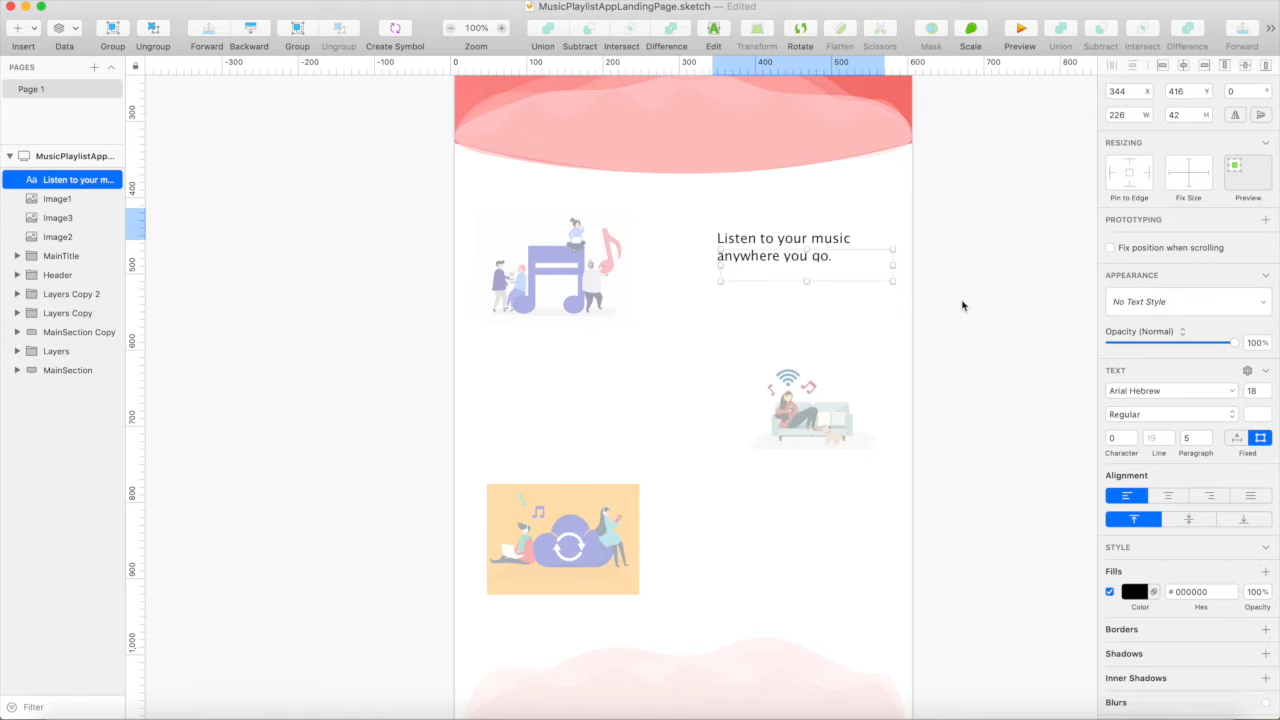 MusicPlaylistAppLandingPage.sketch — Edited
Insert Data Group Ungroup Forward Backward Group Ungroup Create Symbol 100% Zoom Union Subtract Intersect Difference Edit Transform Rotate Flatten Scissors Mask Scale Preview Union Subtract Intersect Difference Forward
PAGES
Page 1
MusicPlaylistApp...
Aa Listen to your m...
Image1
Image3
Image2
MainTitle
Header
Layers Copy 2
Layers Copy
MainSection Copy
Layers
MainSection
Filter
-300 -200 -100 0 100 200 300 400 500 600 700 800
300
400
500
600
700
800
900
1,000
Listen to your music
anywhere you go.
344 X 416 Y 0 °
226 W 42 H
RESIZING
Pin to Edge Fix Size Preview
PROTOTYPING
Fix position when scrolling
APPEARANCE
No Text Style
Opacity (Normal)
100%
TEXT
Arial Hebrew 18
Regular
0 19 5
Character Line Paragraph Fixed
Alignment
STYLE
Fills
# 000000 100%
Color Hex Opacity
Borders
Shadows
Inner Shadows
Blurs